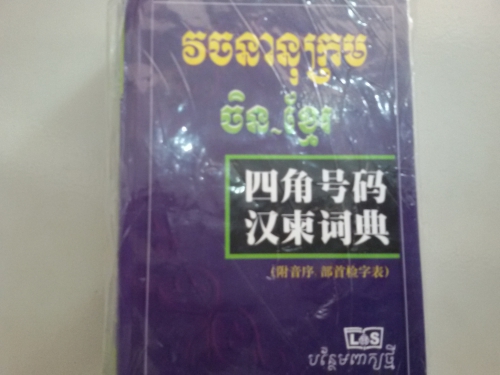 វចនានុក្រម
ចិន-ខ្មែរ
四角号码
汉柬词典
(附音序 部首检字表)
LS
បន្ថែមពាក្យថ្មី